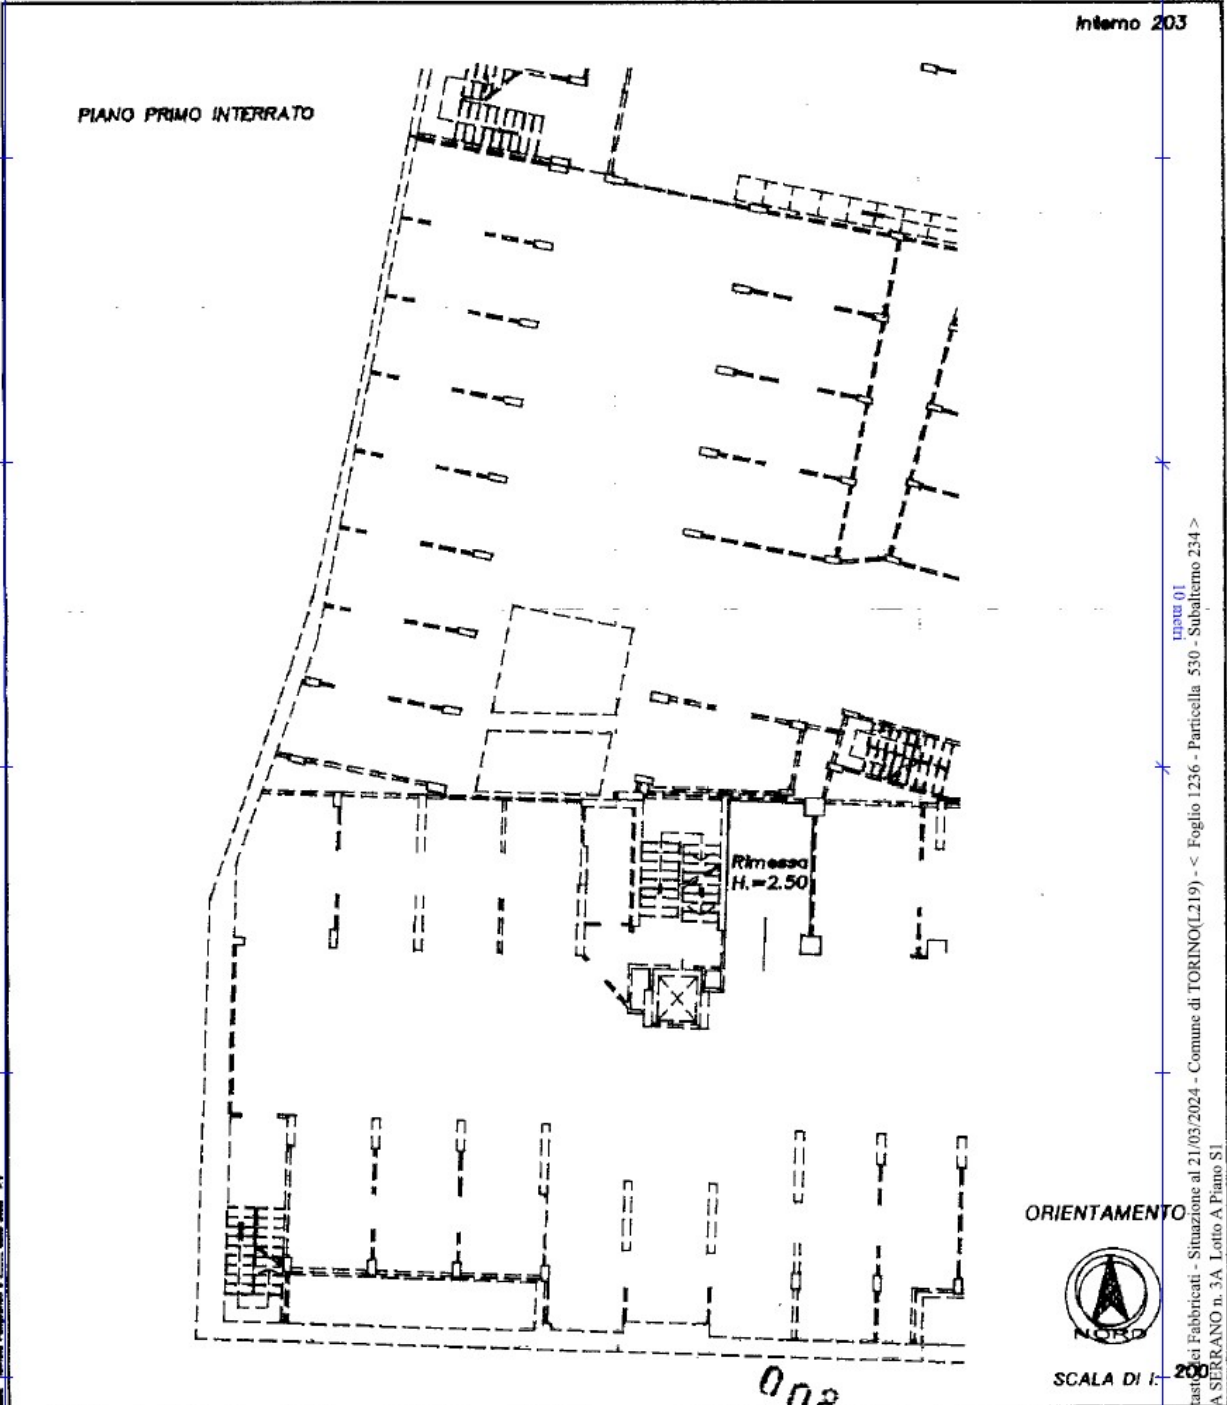 Interno 203
PIANO PRIMO INTERRATO
Rimessa
H.=2.50
10 metri
dei Fabbricati - Situazione al 21/03/2024 - Comune di TORINO(L219) - < Foglio 1236 - Particella 530 - Subalterno 234 >
SERRANO n. 3A Lotto A Piano S1
ORIENTAMENTO
NORD
SCALA DI 1: 200